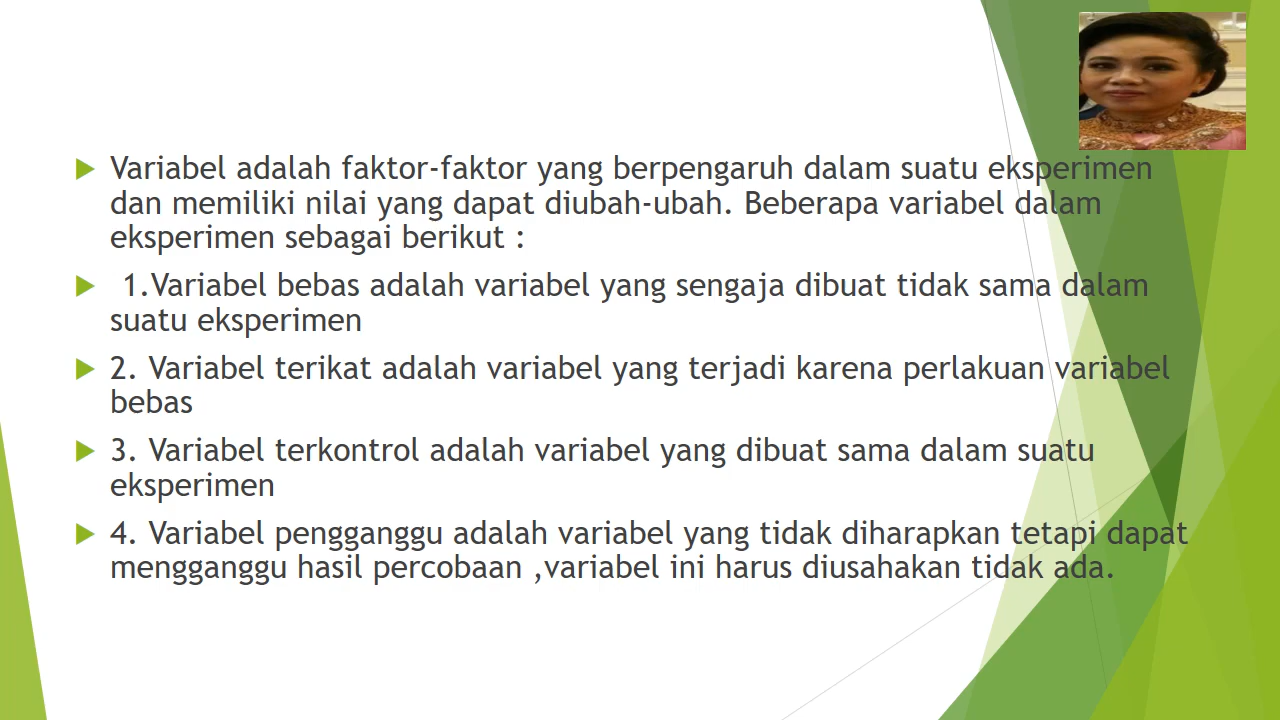 Variabel adalah faktor-faktor yang berpengaruh dalam suatu eksperimen
dan memiliki nilai yang dapat diubah-ubah. Beberapa variabel dalam
eksperimen sebagai berikut :
1.Variabel bebas adalah variabel yang sengaja dibuat tidak sama dalam
suatu eksperimen
2. Variabel terikat adalah variabel yang terjadi karena perlakuan variabel
bebas
3. Variabel terkontrol adalah variabel yang dibuat sama dalam suatu
eksperimen
4. Variabel pengganggu adalah variabel yang tidak diharapkan tetapi dapat
mengganggu hasil percobaan ,variabel ini harus diusahakan tidak ada.